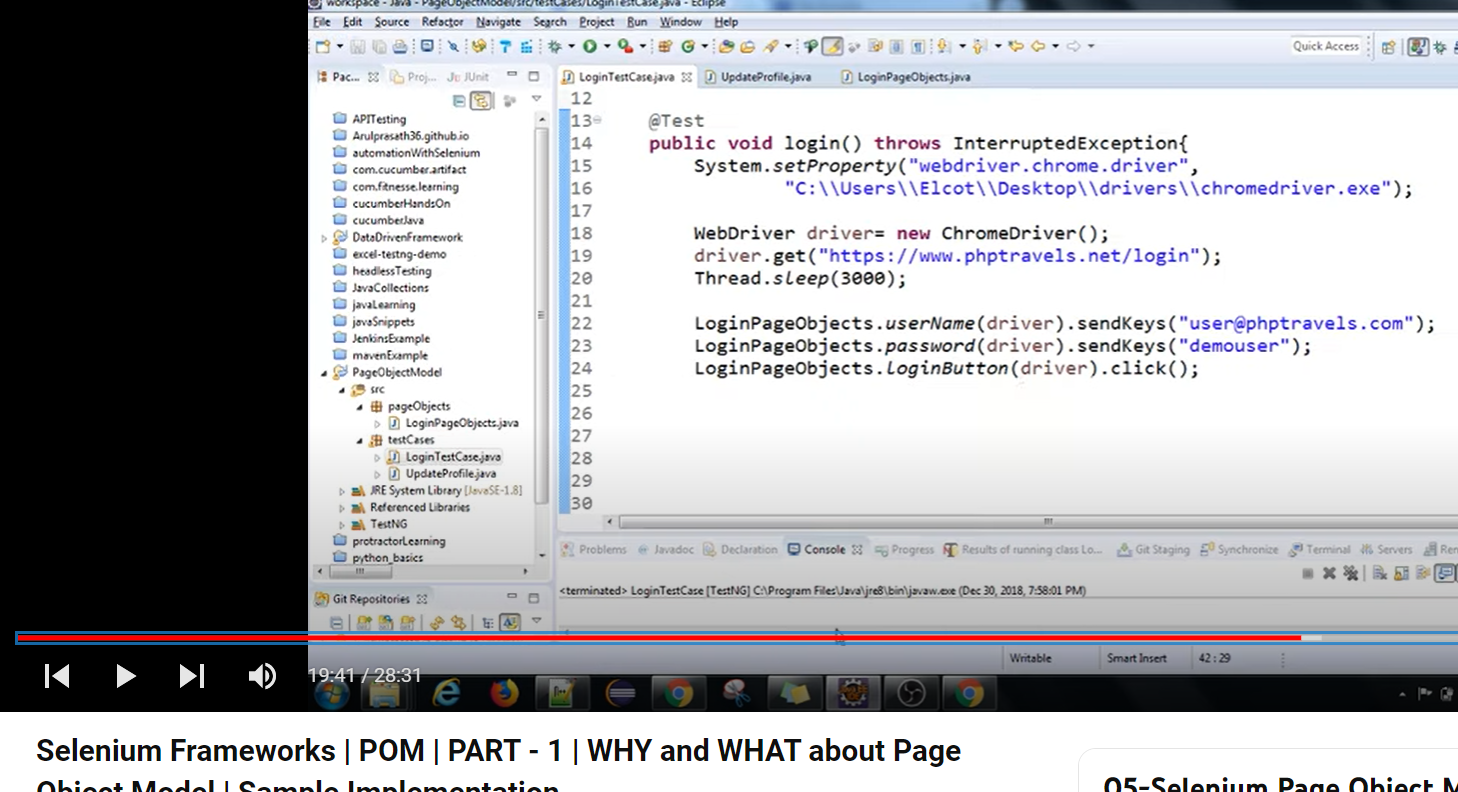 workspace - Java - PageObjectModel/src/testCases/LoginTestCase.java - Eclipse
File Edit Source Refactor Navigate Search Project Run Window Help
Quick Access
Pac... Proj... JUnit
LoginTestCase.java UpdateProfile.java LoginPageObjects.java
APITesting
Arulprasath36.github.io
automationWithSelenium
com.cucumber.artifact
com.fitnesse.learning
cucumberHandsOn
cucumberJava
DataDrivenFramework
excel-testng-demo
headlessTesting
JavaCollections
javaLearning
javaSnippets
JenkinsExample
mavenExample
PageObjectModel
src
pageObjects
LoginPageObjects.java
testCases
LoginTestCase.java
UpdateProfile.java
JRE System Library [JavaSE-1.8]
Referenced Libraries
TestNG
protractorLearning
python_basics
12
13 @Test
14 public void login() throws InterruptedException{
15 System.setProperty("webdriver.chrome.driver",
16 "C:\\Users\\Elcot\\Desktop\\drivers\\chromedriver.exe");
17
18 WebDriver driver= new ChromeDriver();
19 driver.get("https://www.phptravels.net/login");
20 Thread.sleep(3000);
21
22 LoginPageObjects.userName(driver).sendKeys("user@phptravels.com");
23 LoginPageObjects.password(driver).sendKeys("demouser");
24 LoginPageObjects.loginButton(driver).click();
25
26
27
28
29
30
Problems Javadoc Declaration Console Progress Results of running class Lo... Git Staging Synchronize Terminal Servers
<terminated> LoginTestCase [TestNG] C:\Program Files\Java\jre8\bin\javaw.exe (Dec 30, 2018, 7:58:01 PM)
Git Repositories
Writable Smart Insert 42 : 29
19:41 / 28:31
Selenium Frameworks | POM | PART - 1 | WHY and WHAT about Page
Object Model | Sample Implementation
05-Selenium Page Object